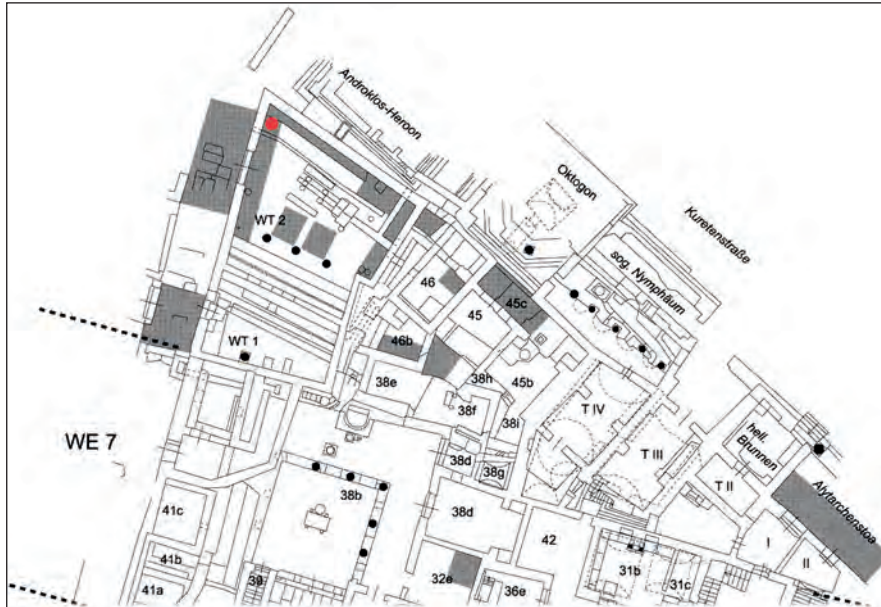 Androklos-Heroon
Oktogon
Kuretenstraße
WT 2
46
sog. Nymphäum
45c
45
46b
WT 1
38h
38e
45b
38f
T IV
38i
WE 7
hell.
Brunnen
T III
38d
38g
T II
Alytarchenstoa
38b
41c
38d
42
I
II
41b
32e
31b
39
31c
41a
36e